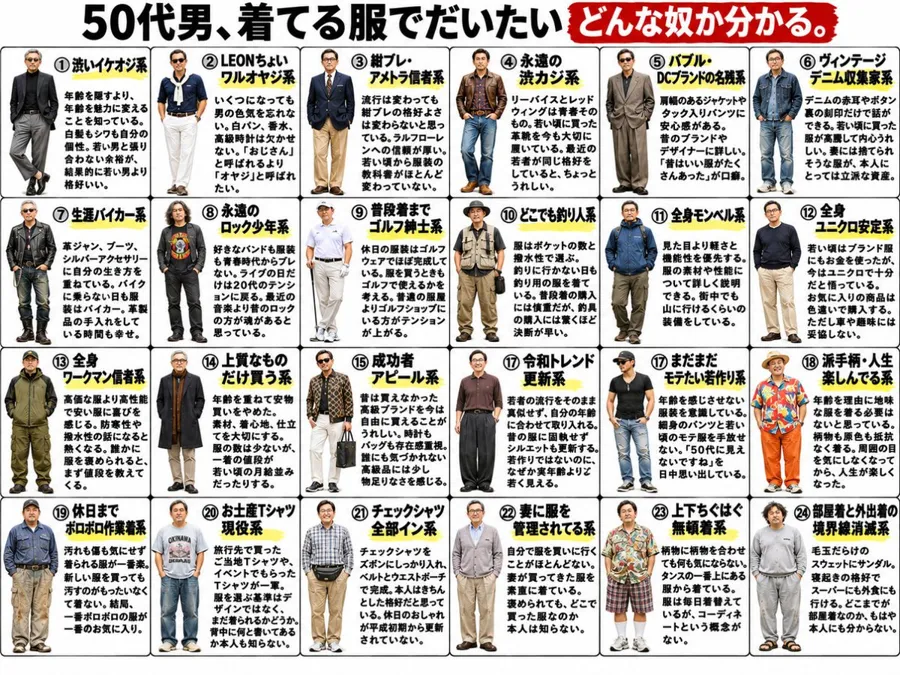 50代男、着てる服でだいたいどんな奴か分かる。
①渋いイケオジ系
年齢を隠すより、
年齢を魅力に変える
ことを知っている。
白髪もシワも自分の
個性。若い男と張り
合わない余裕が、
結果的に若い男より
格好いい。
②LEONちょい
ワルオヤジ系
いくつになっても
男の色気を忘れな
い。白パン、香水、
高級時計は欠かせ
ない。「おじさん」
と呼ばれるより
「オヤジ」と呼ばれ
たい。
③紺ブレ・
アメトラ信者系
流行は変わっても
紺ブレの格好よさ
は変わらないと思っ
ている。ラルフローレ
ンへの信頼が厚い。
若い頃から服装の
教科書がほとんど
変わっていない。
④永遠の
渋カジ系
リーバイスとレッド
ウィングは青春その
もの。若い頃に買った
革靴を今も大切に
履いている。最近の
若者が同じ格好を
していると、ちょっと
うれしい。
⑤バブル・
DCブランドの名残系
肩幅のあるジャケットや
タック入りパンツに
安心感がある。
昔のブランドや
デザイナーに詳しい。
「昔はいい服がたく
さんあった」が口癖。
⑥ヴィンテージ
デニム収集家系
デニムの赤耳やボタン
裏の刻印だけで話が
できる。若い頃に買った
服が高騰して内心うれ
しい。妻には捨てられ
そうな服が、本人に
とっては立派な資産。
⑦生涯バイカー系
革ジャン、ブーツ、
シルバーアクセサリー
に自分の生き方を
重ねている。バイク
に乗らない日も服
装はバイカー。革製
品の手入れをして
いる時間も幸せ。
⑧永遠の
ロック少年系
好きなバンドも服装
も青春時代からブレ
ない。ライブの日だ
けは20代のテンシ
ョンに戻る。最近の
音楽より昔のロック
の方が魂があると
思っている。
⑨普段着まで
ゴルフ紳士系
休日の服装はゴルフ
ウェアでほぼ完成して
いる。服を買うときも
ゴルフで使えるかを
考える。普通の服屋
よりゴルフショップに
いる方がテンション
が上がる。
⑩どこでも釣り人系
服はポケットの数と
撥水性で選ぶ。
釣りに行かない日も
釣り用の服を着て
いる。普段着の購入
には慎重だが、釣具
の購入には驚くほど
決断が早い。
⑪全身モンベル系
見た目より軽さと
機能性を優先する。
服の素材や性能に
ついて詳しく説明
できる。街中でも
山に行けるくらいの
装備をしている。
⑫全身
ユニクロ安定系
若い頃はブランド服
にもお金を使ったが、
今はユニクロで十分
だと悟っている。
お気に入りの商品は
色違いで購入する。
ただし車や趣味には
妥協しない。
⑬全身
ワークマン信者系
高価な服より高性能
で安い服に喜びを
感じる。防寒性や
撥水性の話になると
熱くなる。誰かに
服を褒められると、
まず値段を教えて
くる。
⑭上質なもの
だけ買う系
年齢を重ねて安物
買いをやめた。
素材、着心地、仕立
てを大切にする。
服の数は少ないが、
一着の値段が
若い頃の月給並み
だったりする。
⑮成功者
アピール系
昔は買えなかった
高級ブランドを今は
自由に買えることが
うれしい。時計も
バッグも存在感重視。
誰にも気づかれない
高級品には少し
物足りなさを感じる。
⑰令和トレンド
更新系
若者の流行をそのまま
真似せず、自分の年齢
に合わせて取り入れる。
昔の服に固執せず
シルエットも更新する。
若作りではないのに、
なぜか実年齢より
若く見える。
⑰まだまだ
モテたい若作り系
年齢を感じさせない
服装を意識している。
細身のパンツと若い
頃のモテ服を手放せ
ない。「50代に見え
ないですね」を
日中思い出している。
⑱派手柄・人生
楽しんでる系
年齢を理由に地味
な服を着る必要は
ないと思っている。
柄物も原色も抵抗
なく着る。周囲の目
を気にしなくなって
から、人生が楽しく
なった。
⑲休日まで
ボロボロ作業着系
汚れも傷も気にせず
着られる服が一番楽。
新しい服を買っても
汚すのがもったいなく
て着ない。結局、
一番ボロボロの服が
一番のお気に入り。
⑳お土産Tシャツ
現役系
OKINAWA
旅行先で買った
ご当地Tシャツや、
イベントでもらった
Tシャツが一軍。
服を選ぶ基準はデ
ザインではなく、
まだ着られるかどうか。
背中に何と書いてある
か本人も知らない。
㉑チェックシャツ
全部イン系
チェックシャツを
ズボンにしっかり入れ、
ベルトとウエストポーチ
で完成。本人はきちん
とした格好だと思って
いる。休日のおしゃれ
が平成初期から更新
されていない。
㉒妻に服を
管理されてる系
自分で服を買いに行く
ことがほとんどない。
妻が買ってきた服を
素直に着ている。
褒められても、どこで
買った服なのか
本人は知らない。
㉓上下ちぐはぐ
無頓着系
柄物に柄物を合わせ
ても何も気にならない。
タンスの一番上にある
服から着ている。
服は毎日着替えて
いるが、コーディネ
ートという概念が
ない。
㉔部屋着と外出着の
境界線消滅系
毛玉だらけの
スウェットにサンダル。
寝起きの格好で
スーパーにも外食にも
行ける。どこまでが
部屋着なのか、もはや
本人にも分からない。